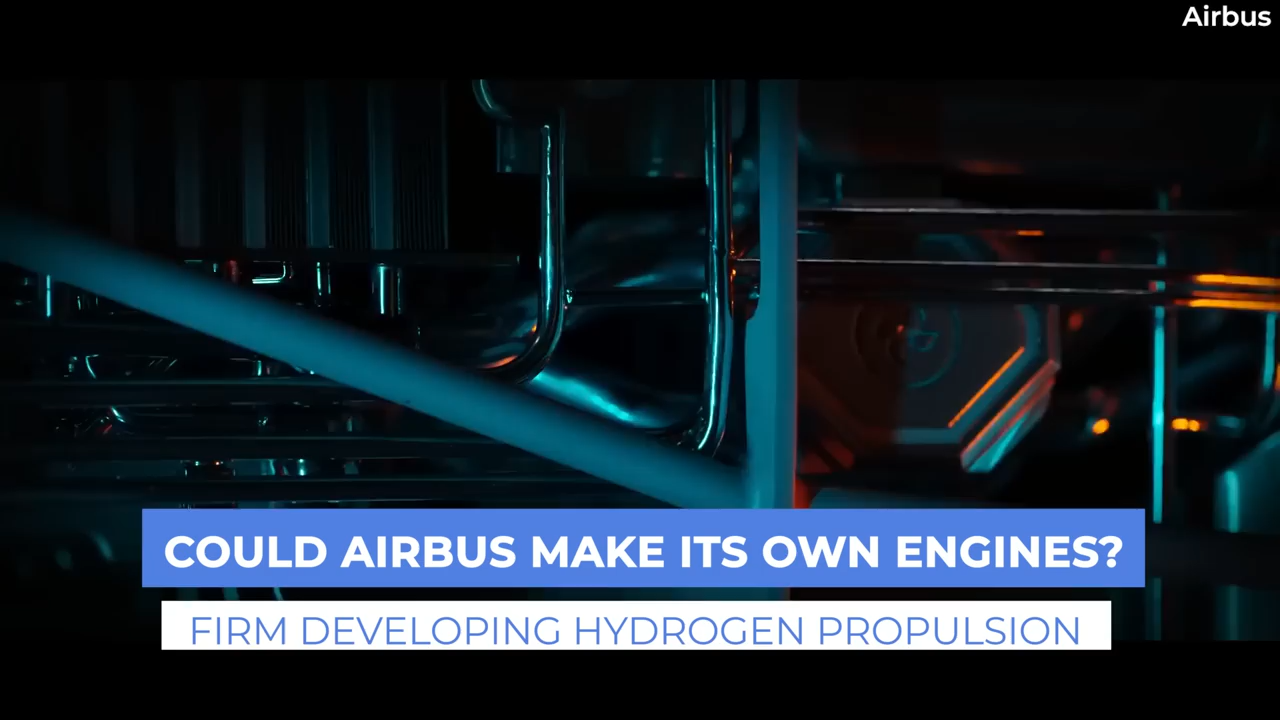 Airbus
COULD AIRBUS MAKE ITS OWN ENGINES?
FIRM DEVELOPING HYDROGEN PROPULSION